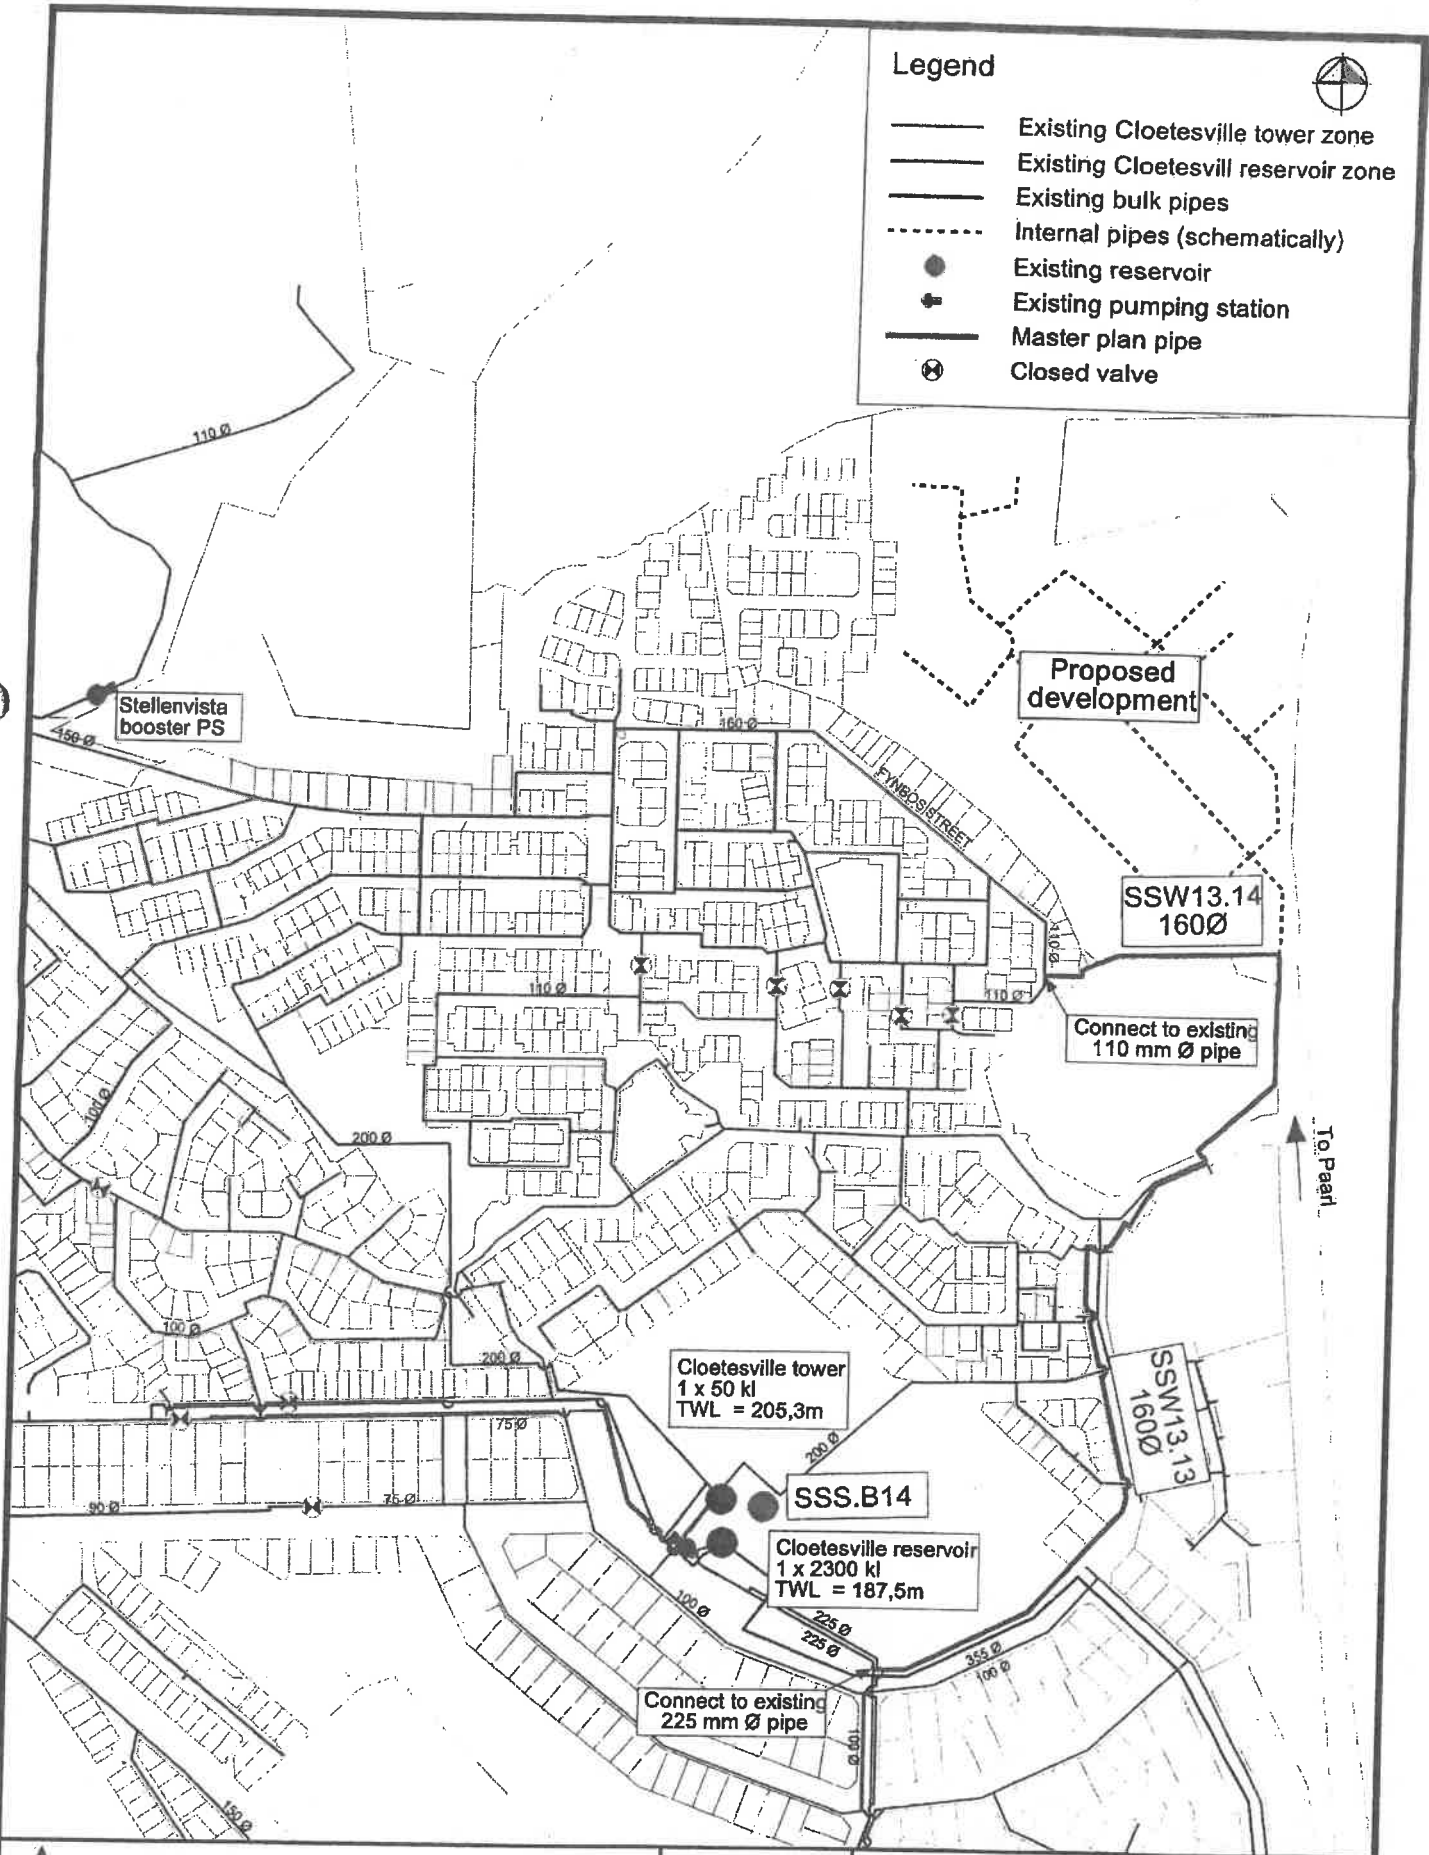 Legend
Existing Cloetesville tower zone
Existing Cloetesvill reservoir zone
Existing bulk pipes
Internal pipes (schematically)
Existing reservoir
Existing pumping station
Master plan pipe
Closed valve
110 Ø
Proposed
development
Stellenvista
booster PS
150 Ø
160 Ø
FYNBOS STREET
SSW13.14
160Ø
110 Ø
110 Ø
110 Ø
Connect to existing
110 mm Ø pipe
100 Ø
200 Ø
To Paarl
100 Ø
200 Ø
Cloetesville tower
1 x 50 kl
TWL = 205,3m
SSW13.13
160Ø
75 Ø
200 Ø
90 Ø
75 Ø
SSS.B14
Cloetesville reservoir
1 x 2300 kl
TWL = 187,5m
100 Ø
225 Ø
225 Ø
355 Ø
100 Ø
Connect to existing
225 mm Ø pipe
100 Ø
150 Ø